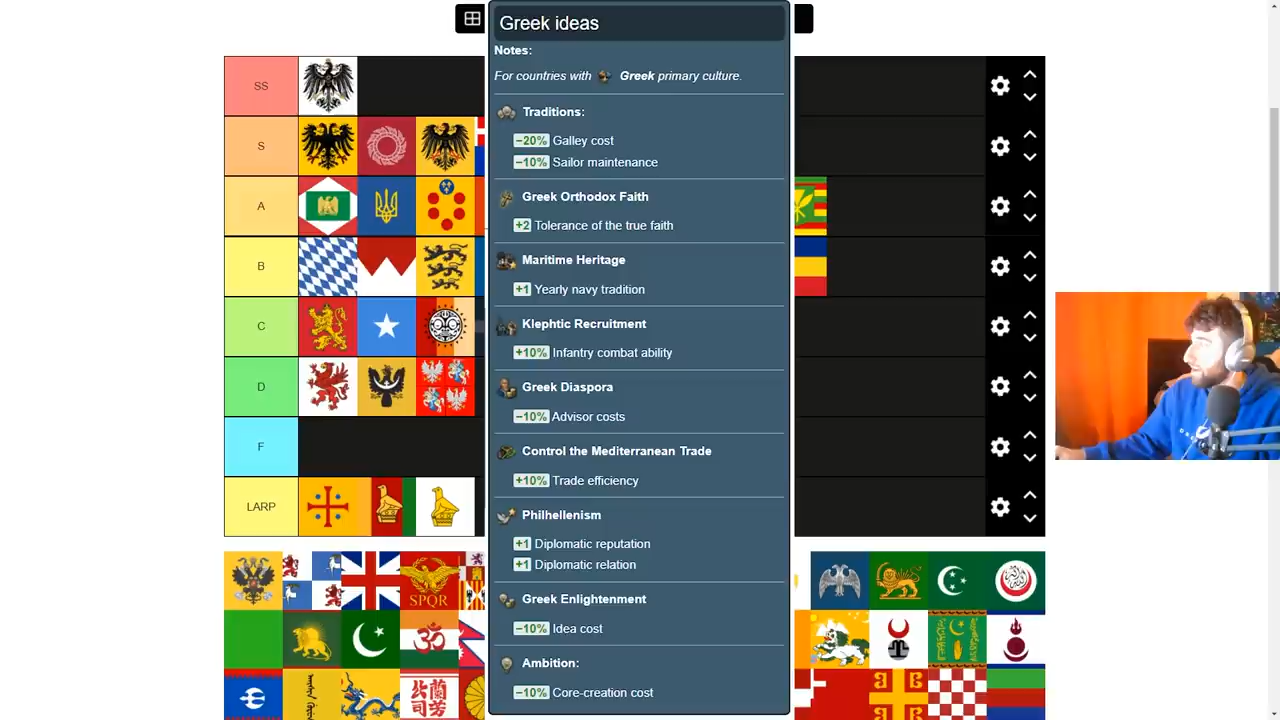 Greek ideas
Notes:
For countries with Greek primary culture.
Traditions:
−20% Galley cost
−10% Sailor maintenance
Greek Orthodox Faith
+2 Tolerance of the true faith
Maritime Heritage
+1 Yearly navy tradition
Klephtic Recruitment
+10% Infantry combat ability
Greek Diaspora
−10% Advisor costs
Control the Mediterranean Trade
+10% Trade efficiency
Philhellenism
+1 Diplomatic reputation
+1 Diplomatic relation
Greek Enlightenment
−10% Idea cost
Ambition:
−10% Core-creation cost
SS
S
A
B
C
D
F
LARP
SPQR